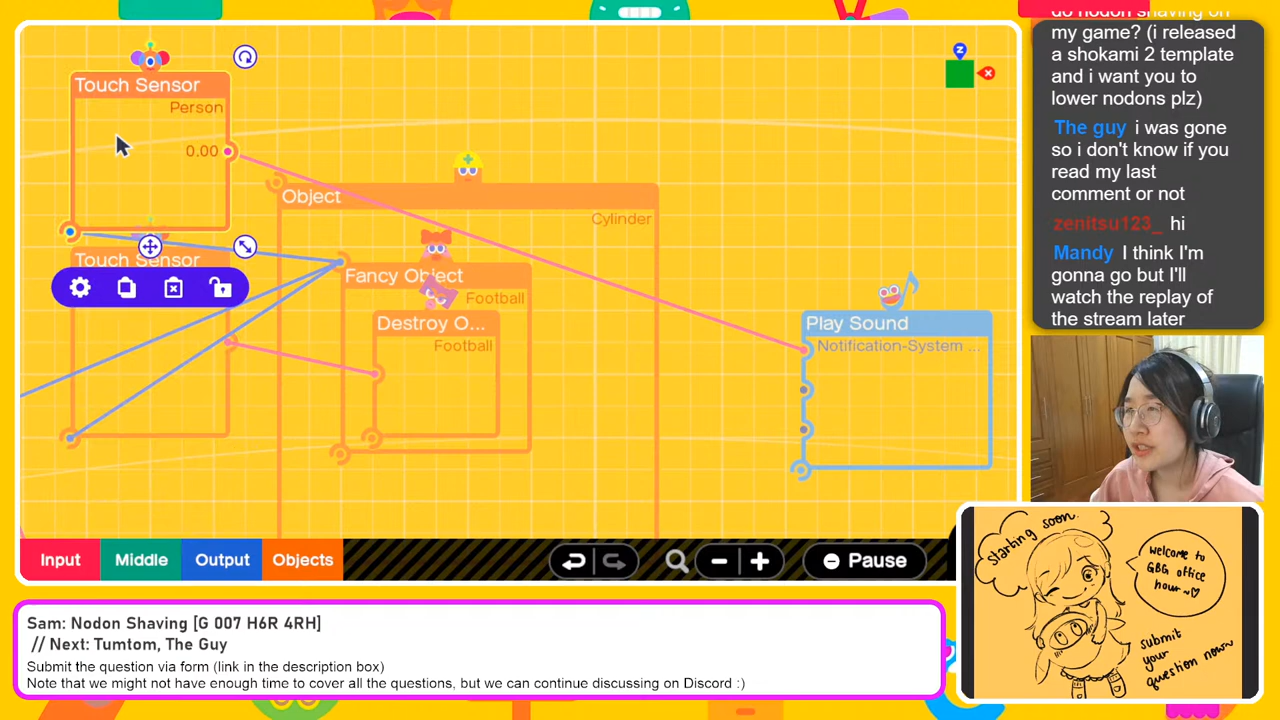 Touch Sensor
Person
0.00
Object
Cylinder
Touch Sensor
Fancy Object
Football
Destroy O...
Football
Play Sound
Notification-System ...
z
x
Input
Middle
Output
Objects
Pause
do nodon shaving on
my game? (i released
a shokami 2 template
and i want you to
lower nodons plz)
The guy i was gone
so i don't know if you
read my last
comment or not
zenitsu123_ hi
Mandy I think I'm
gonna go but I'll
watch the replay of
the stream later
starting soon.
welcome to
GBG office
hour~♡
submit
your
question now~
Sam: Nodon Shaving [G 007 H6R 4RH]
// Next: Tumtom, The Guy
Submit the question via form (link in the description box)
Note that we might not have enough time to cover all the questions, but we can continue discussing on Discord :)